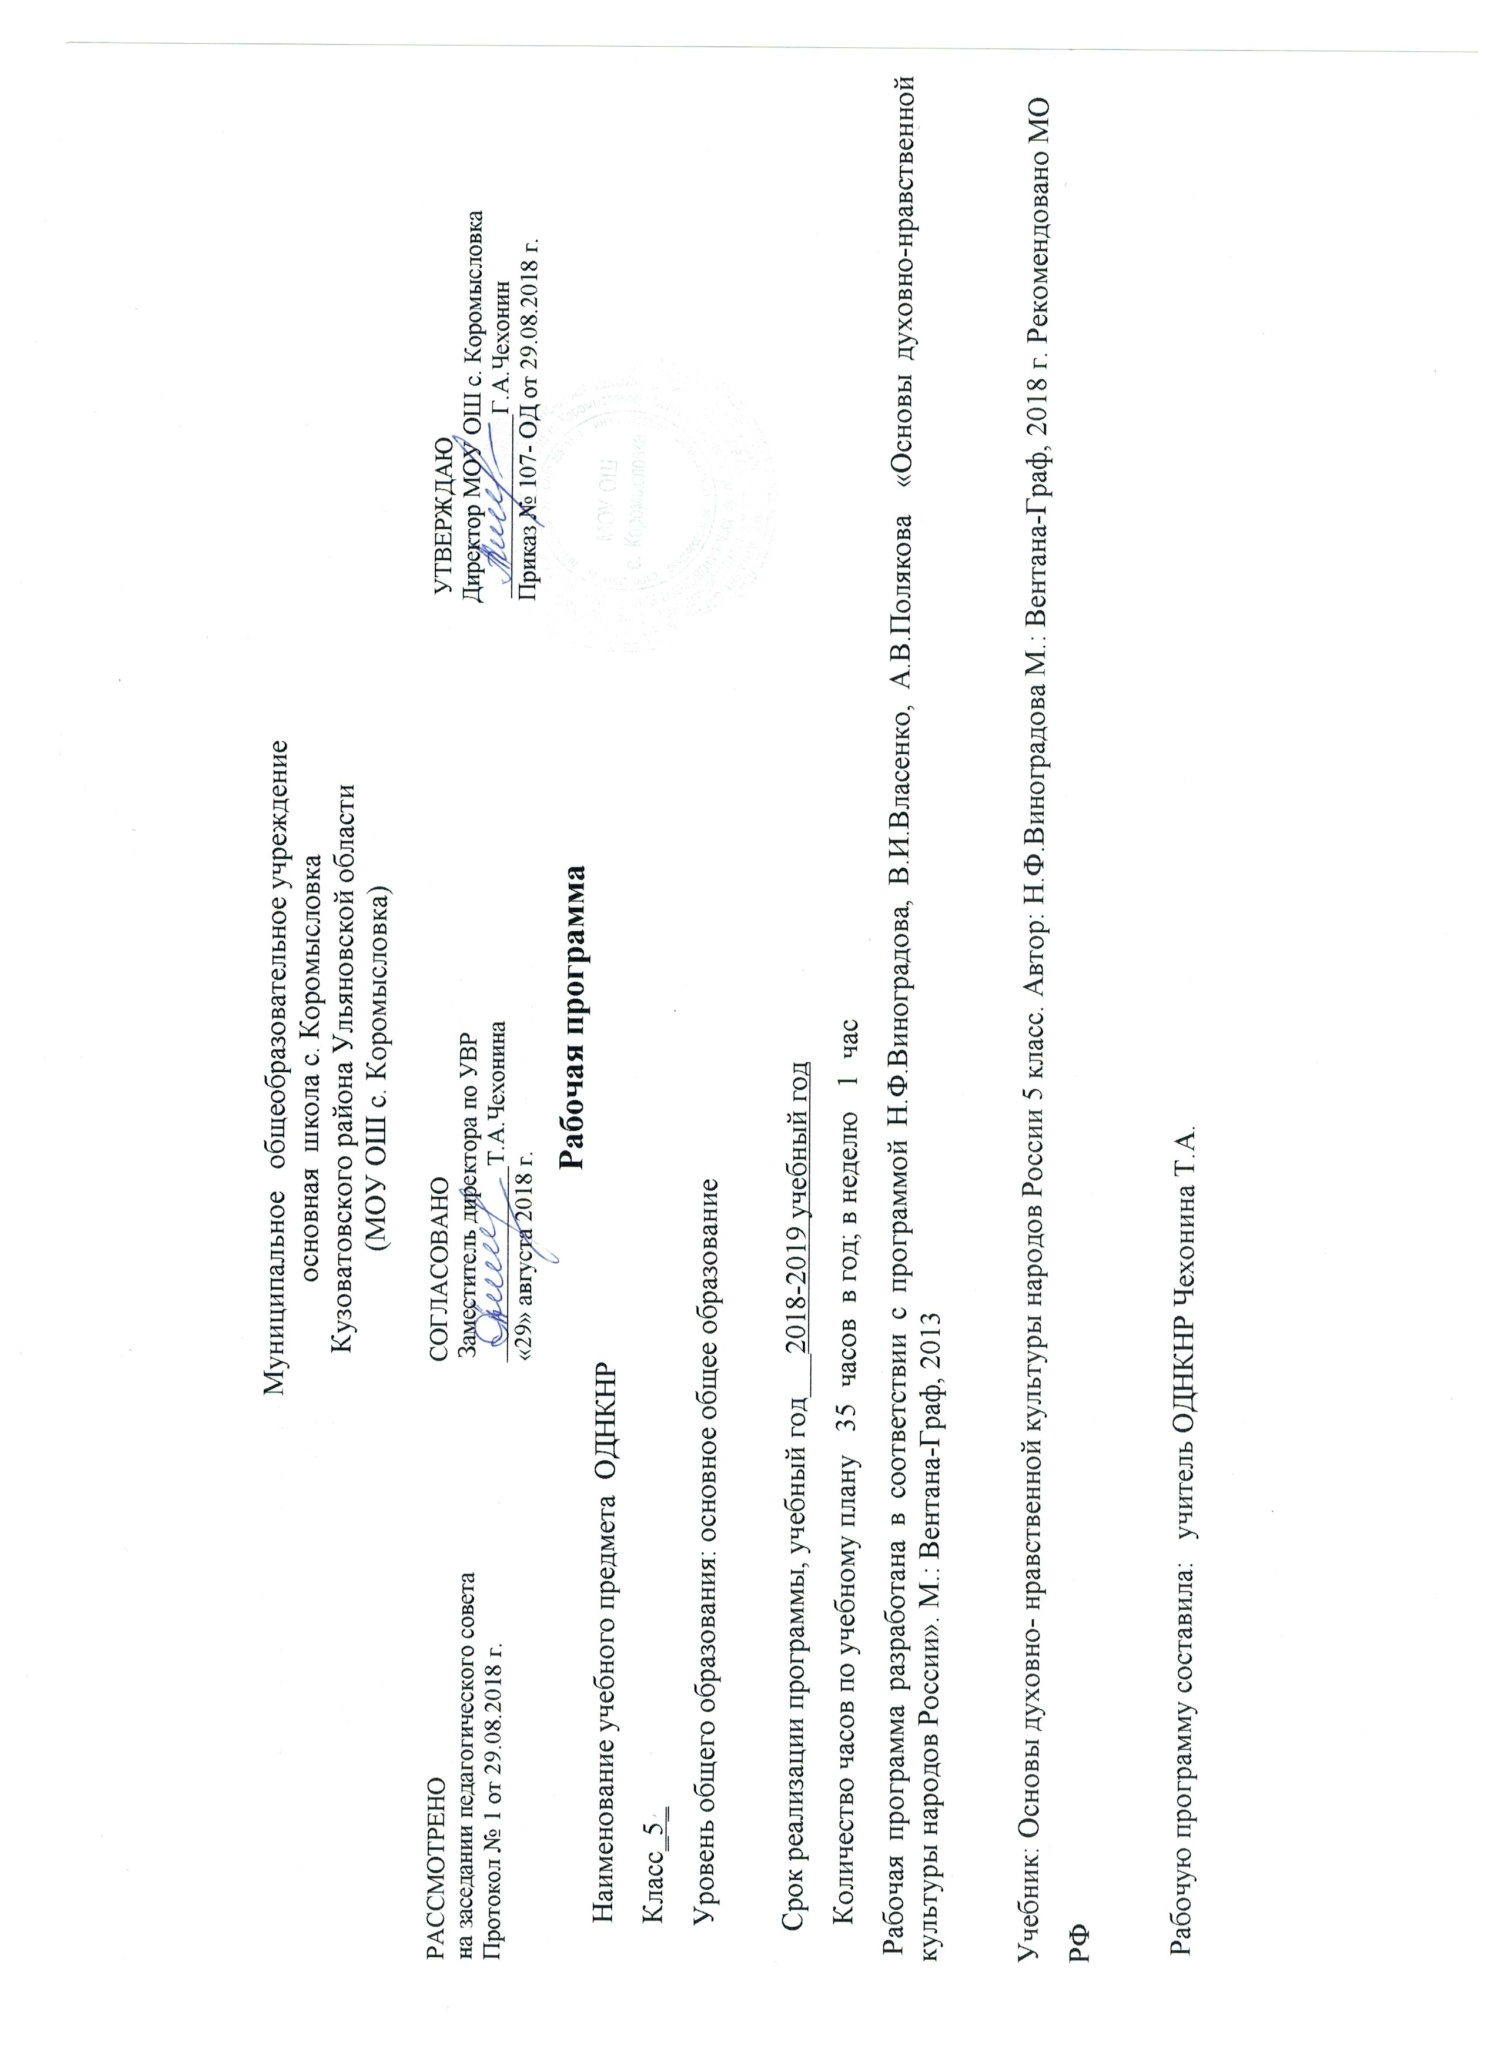 Муниципальное общеобразовательное учреждение
основная школа с. Коромысловка
Кузоватовского района Ульяновской области
(МОУ ОШ с. Коромысловка)
РАССМОТРЕНО
на заседании педагогического совета
Протокол № 1 от 29.08.2018 г.
СОГЛАСОВАНО
Заместитель директора по УВР
Т.А.Чехонина
«29» августа 2018 г.
УТВЕРЖДАЮ
Директор МОУ ОШ с. Коромысловка
Г.А.Чехонин
Приказ № 107- ОД от 29.08.2018 г.
МОУ ОШ
с. Коромысловка
Рабочая программа
Наименование учебного предмета ОДНКНР
Класс 5
Уровень общего образования: основное общее образование
Срок реализации программы, учебный год 2018-2019 учебный год
Количество часов по учебному плану 35 часов в год; в неделю 1 час
Рабочая программа разработана в соответствии с программой Н.Ф.Виноградова, В.И.Власенко, А.В.Полякова «Основы духовно-нравственной
культуры народов России». М.: Вентана-Граф, 2013
Учебник: Основы духовно- нравственной культуры народов России 5 класс. Автор: Н.Ф.Виноградова М.: Вентана-Граф, 2018 г. Рекомендовано МО
РФ
Рабочую программу составила: учитель ОДНКНР Чехонина Т.А.